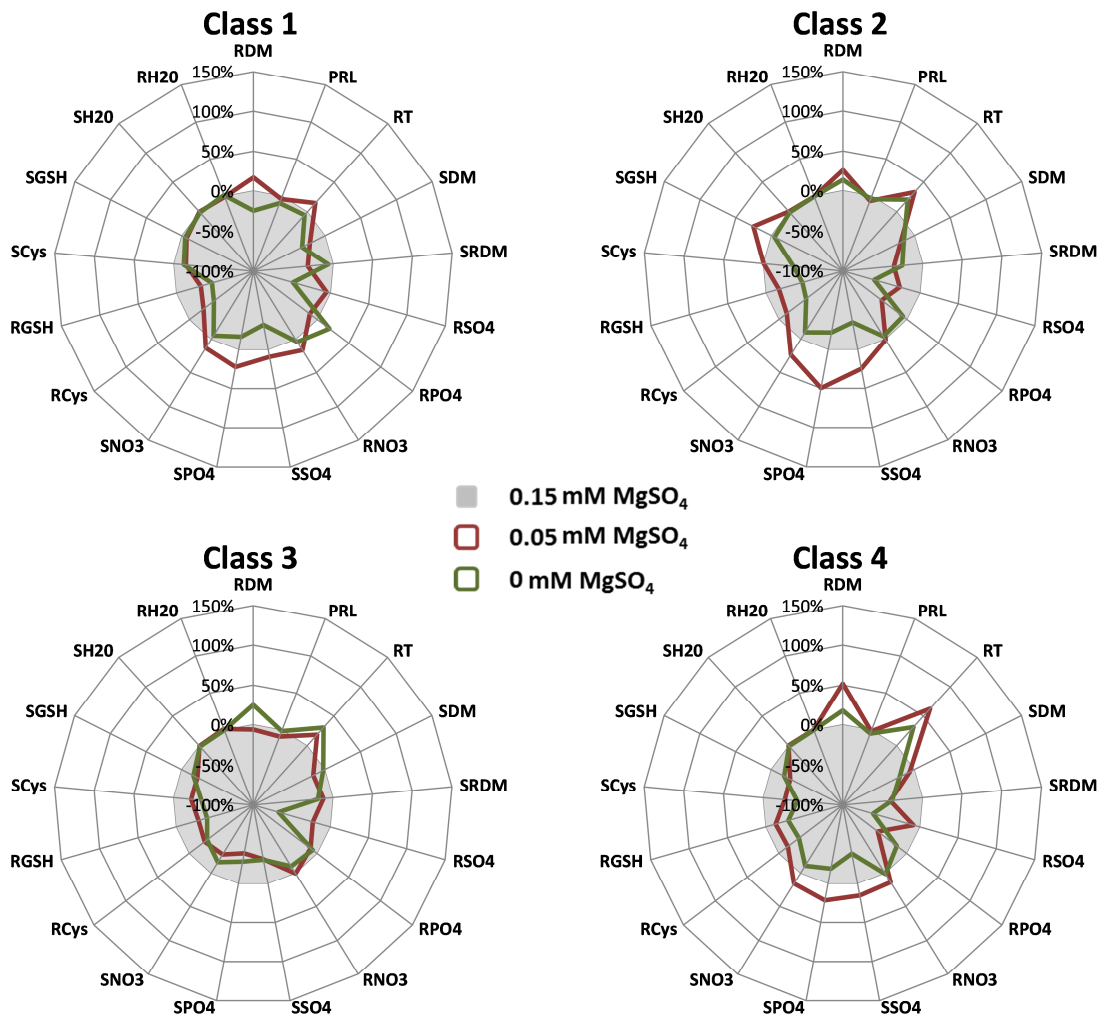 Class 1
RDM
PRL
RT
SDM
SRDM
RSO4
RPO4
RNO3
SSO4
SPO4
SNO3
RCys
RGSH
SCys
SGSH
SH20
RH20
150%
100%
50%
0%
-50%
-100%
Class 2
RDM
PRL
RT
SDM
SRDM
RSO4
RPO4
RNO3
SSO4
SPO4
SNO3
RCys
RGSH
SCys
SGSH
SH20
RH20
150%
100%
50%
0%
-50%
-100%
0.15 mM MgSO₄
0.05 mM MgSO₄
0 mM MgSO₄
Class 3
RDM
PRL
RT
SDM
SRDM
RSO4
RPO4
RNO3
SSO4
SPO4
SNO3
RCys
RGSH
SCys
SGSH
SH20
RH20
150%
100%
50%
0%
-50%
-100%
Class 4
RDM
PRL
RT
SDM
SRDM
RSO4
RPO4
RNO3
SSO4
SPO4
SNO3
RCys
RGSH
SCys
SGSH
SH20
RH20
150%
100%
50%
0%
-50%
-100%